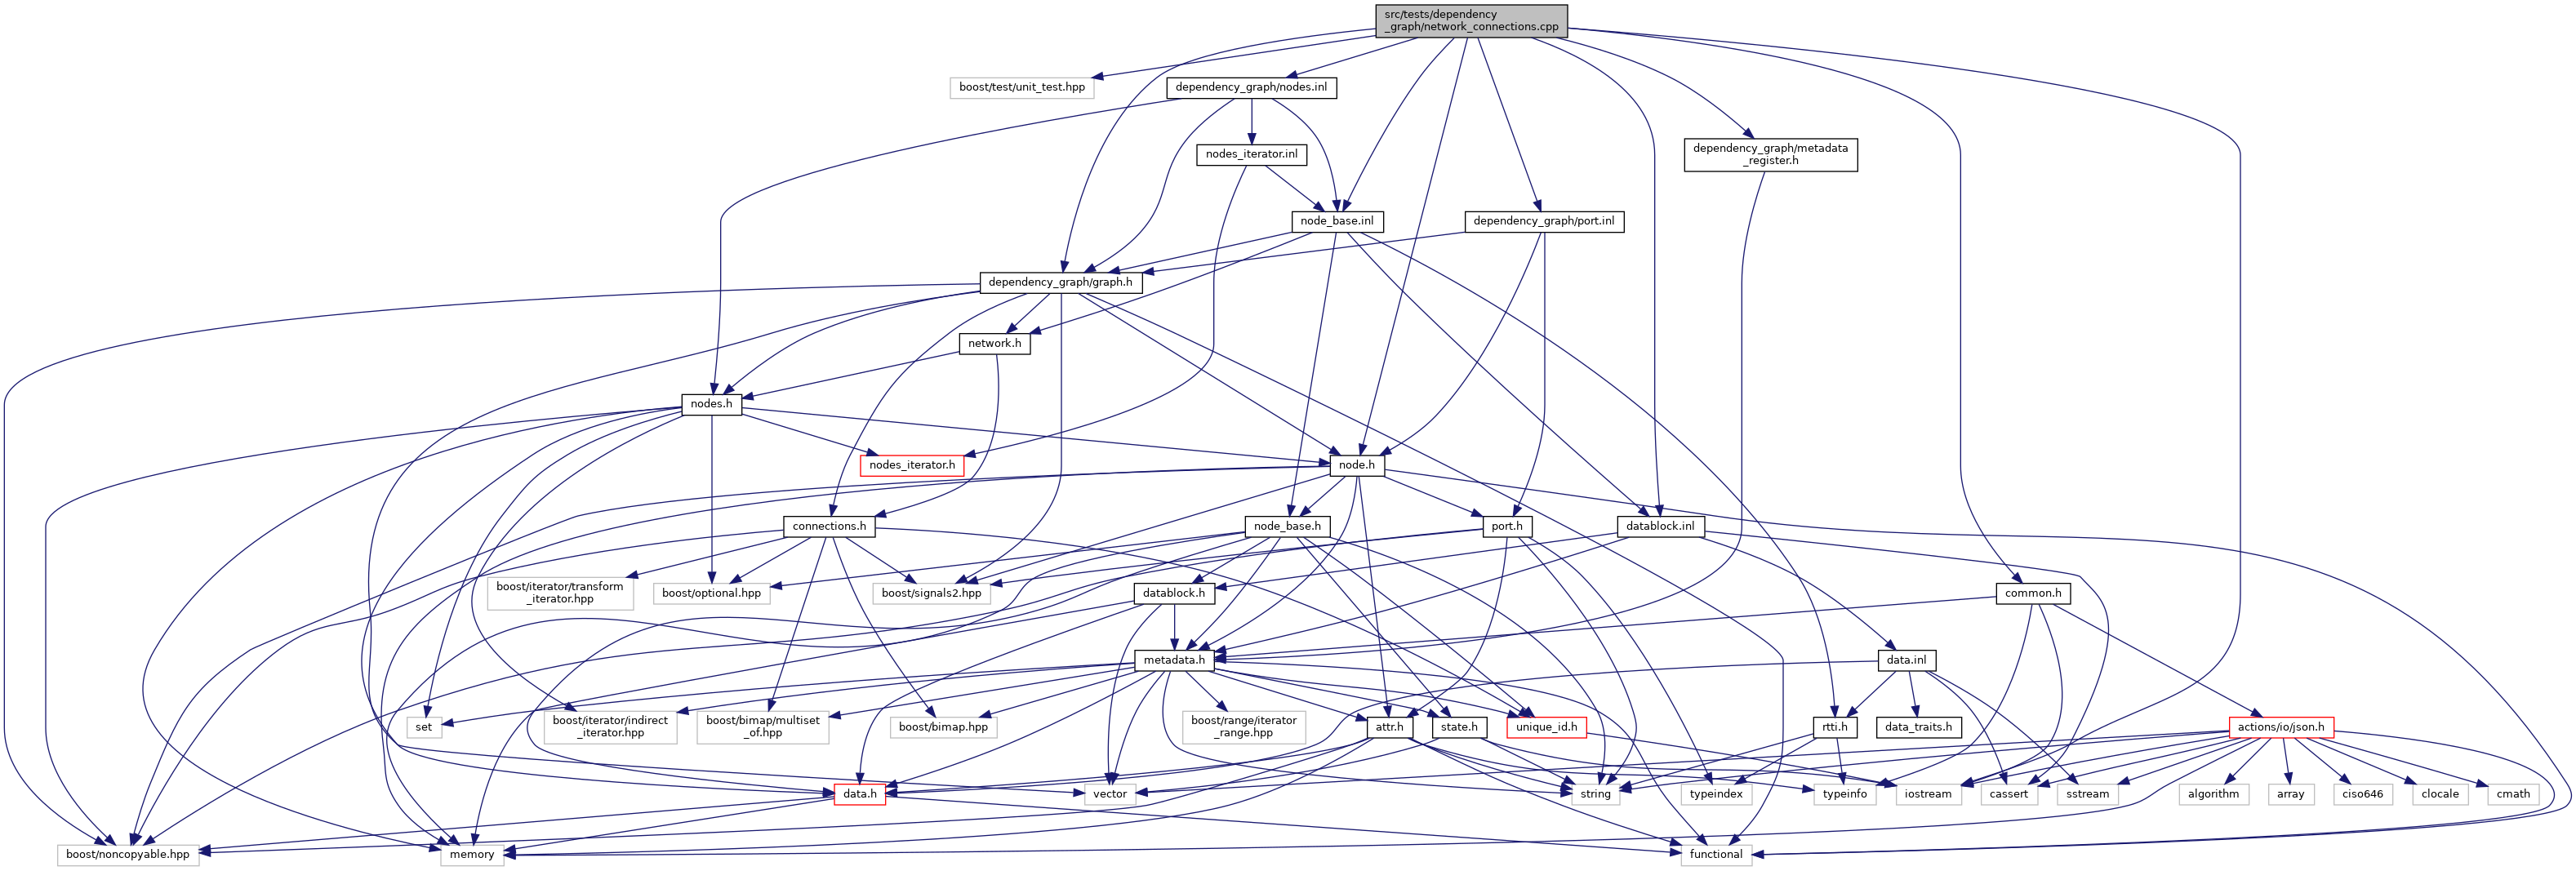 src/tests/dependency
_graph/network_connections.cpp
boost/test/unit_test.hpp
dependency_graph/nodes.inl
nodes_iterator.inl
dependency_graph/metadata
_register.h
node_base.inl
dependency_graph/port.inl
dependency_graph/graph.h
network.h
nodes.h
nodes_iterator.h
node.h
connections.h
node_base.h
port.h
datablock.inl
boost/iterator/transform
_iterator.hpp
boost/optional.hpp
boost/signals2.hpp
datablock.h
common.h
metadata.h
data.inl
set
boost/iterator/indirect
_iterator.hpp
boost/bimap/multiset
_of.hpp
boost/bimap.hpp
boost/range/iterator
_range.hpp
attr.h
state.h
unique_id.h
rtti.h
data_traits.h
actions/io/json.h
data.h
vector
string
typeindex
typeinfo
iostream
cassert
sstream
algorithm
array
ciso646
clocale
cmath
boost/noncopyable.hpp
memory
functional